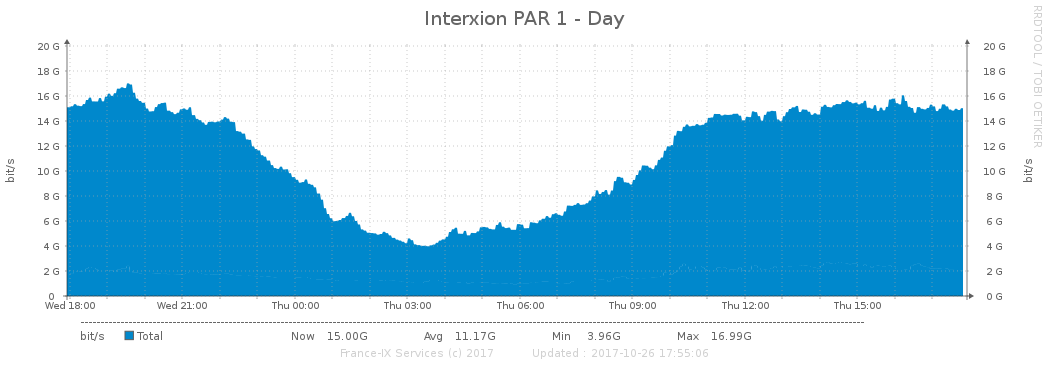 Interxion PAR 1 - Day
RRDTOOL / TOBI OETIKER
20 G 20 G
18 G 18 G
16 G 16 G
14 G 14 G
12 G 12 G
10 G 10 G
8 G 8 G
6 G 6 G
4 G 4 G
2 G 2 G
0 0 G
bit/s bit/s
Wed 18:00 Wed 21:00 Thu 00:00 Thu 03:00 Thu 06:00 Thu 09:00 Thu 12:00 Thu 15:00
bit/s Total Now 15.00G Avg 11.17G Min 3.96G Max 16.99G
France-IX Services (c) 2017 Updated : 2017-10-26 17:55:06